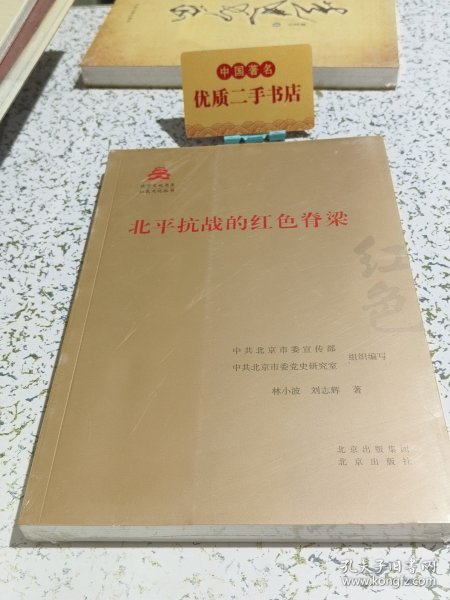 中国著名
优质二手书店
北平抗战的红色脊梁
红色
中共北京市委宣传部
中共北京市委党史研究室
组织编写
林小波 刘志辉 著
北京出版集团
北京出版社
孔夫子旧书网
www.kongfz.com